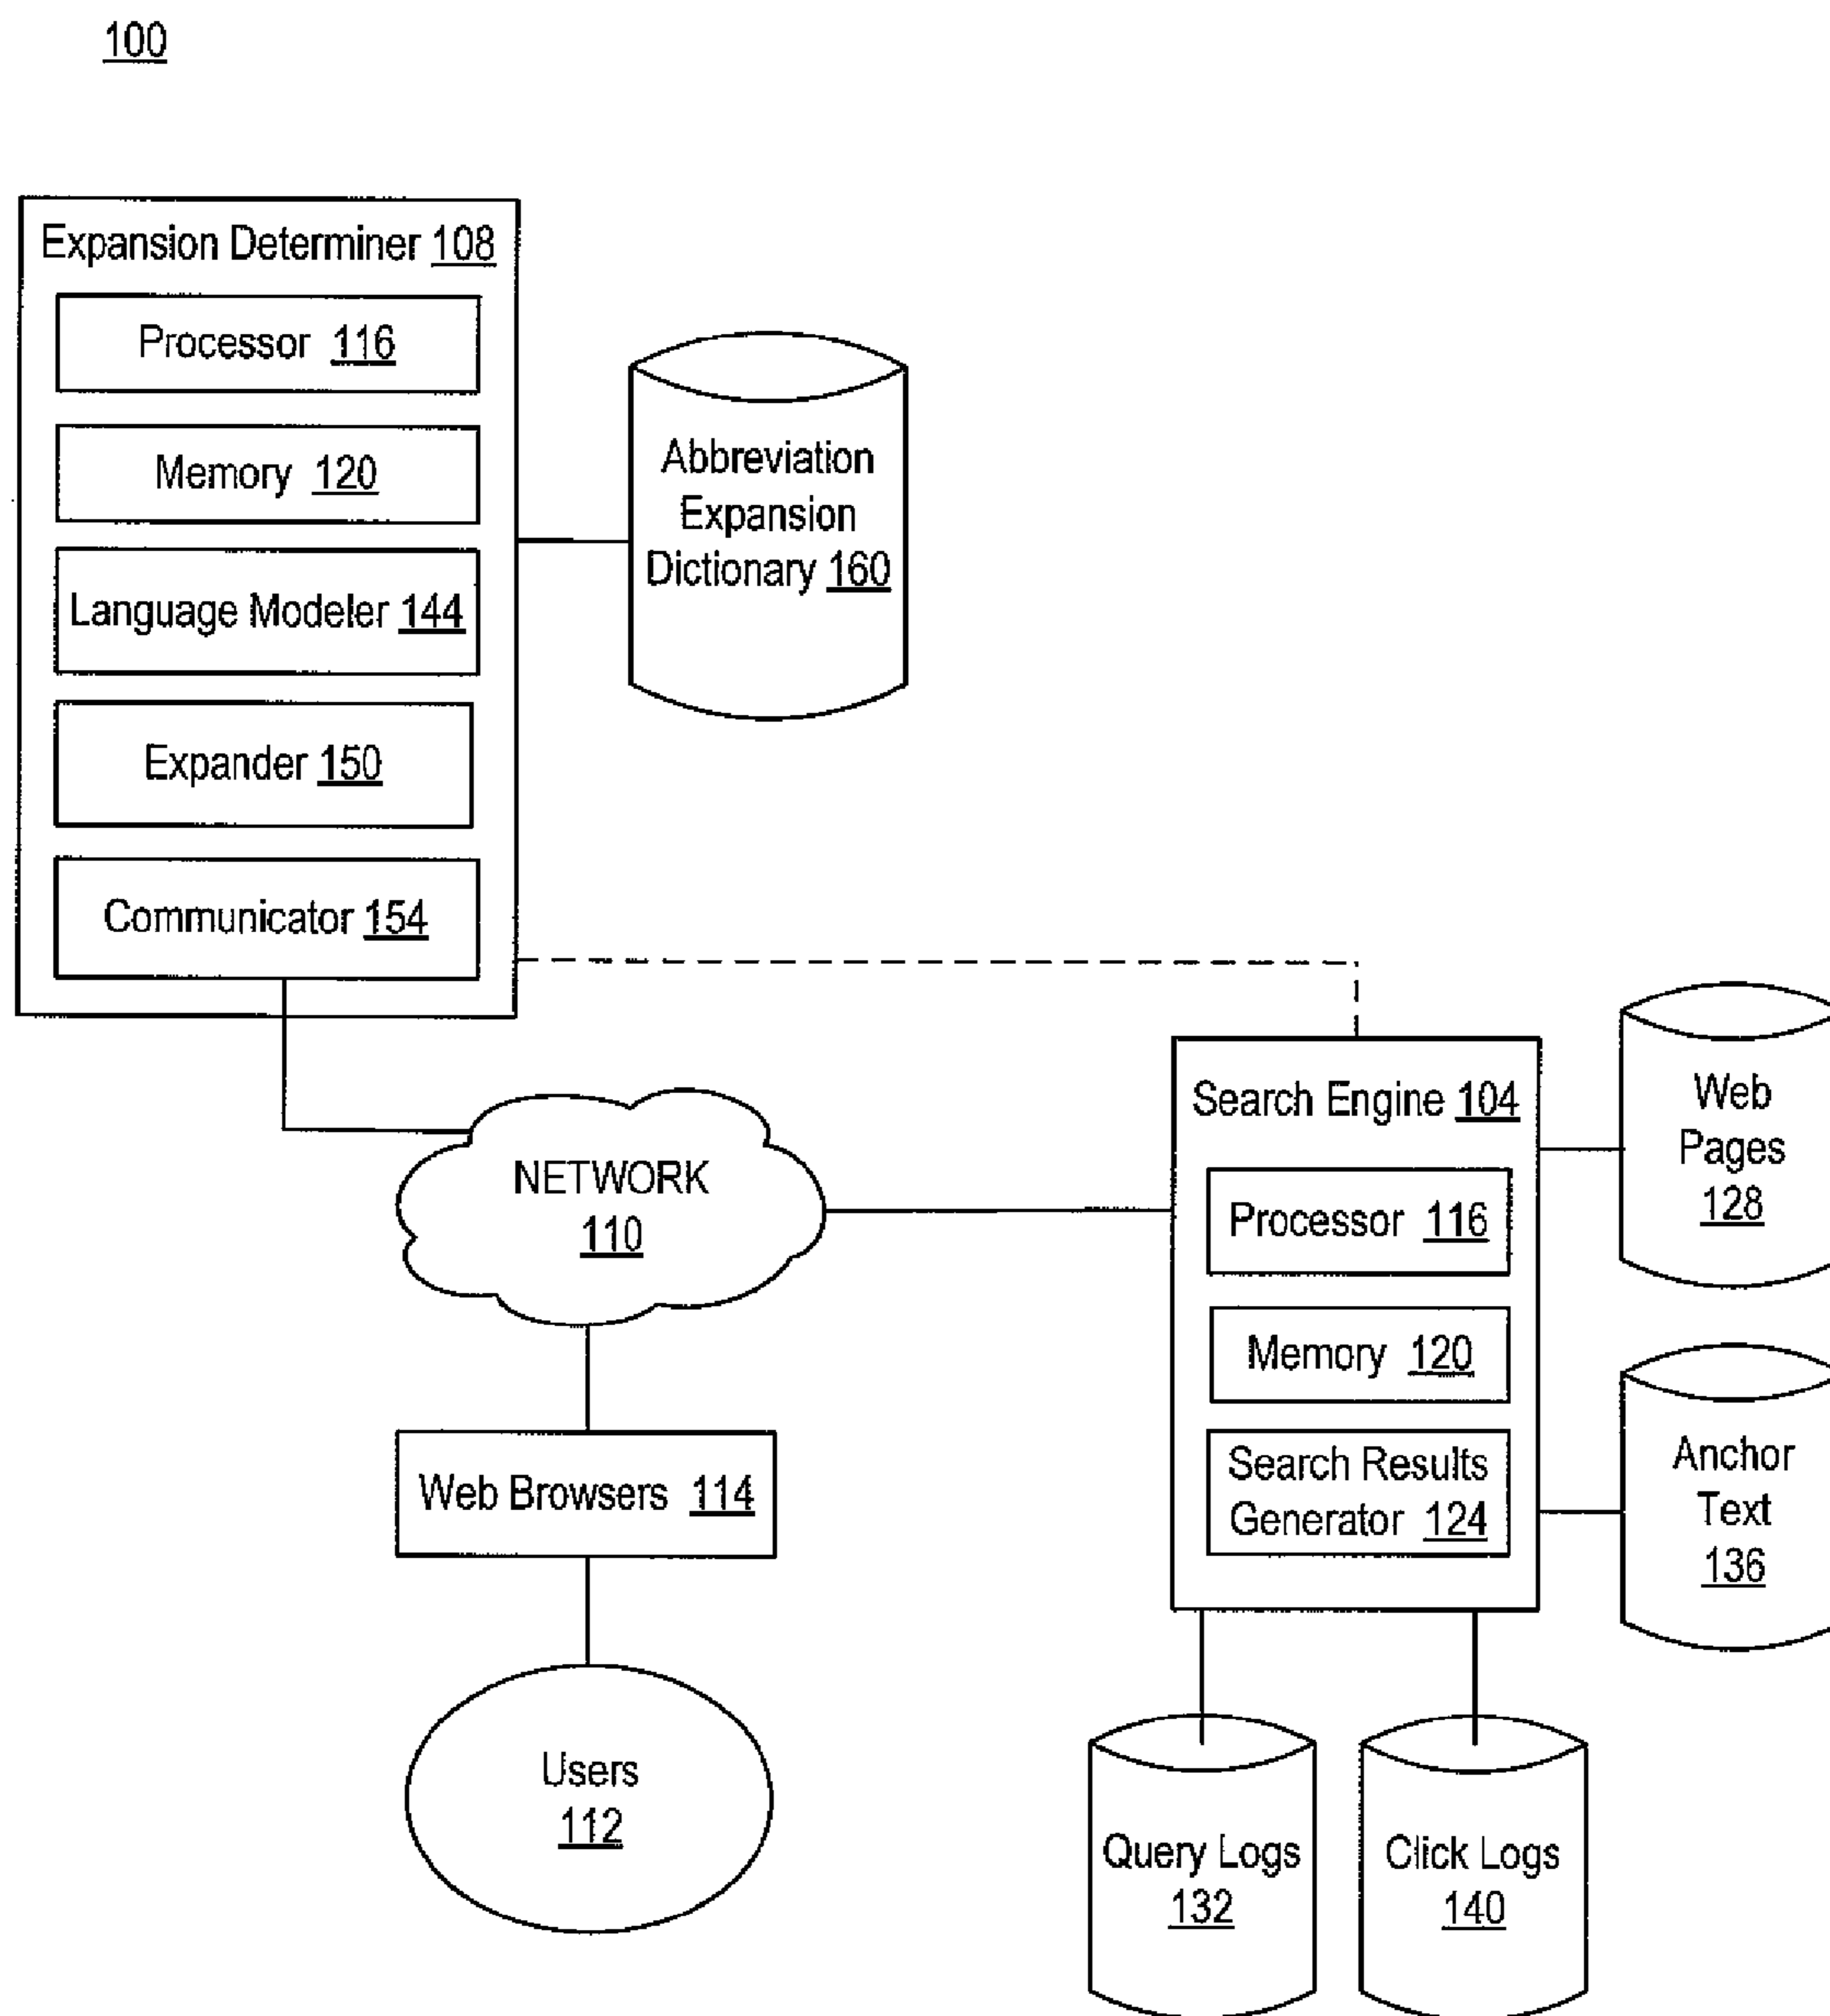 100
Expansion Determiner 108
Processor 116
Memory 120
Language Modeler 144
Expander 150
Communicator 154
Abbreviation
Expansion
Dictionary 160
NETWORK
110
Web Browsers 114
Users
112
Search Engine 104
Processor 116
Memory 120
Search Results
Generator 124
Web
Pages
128
Anchor
Text
136
Query Logs
132
Click Logs
140